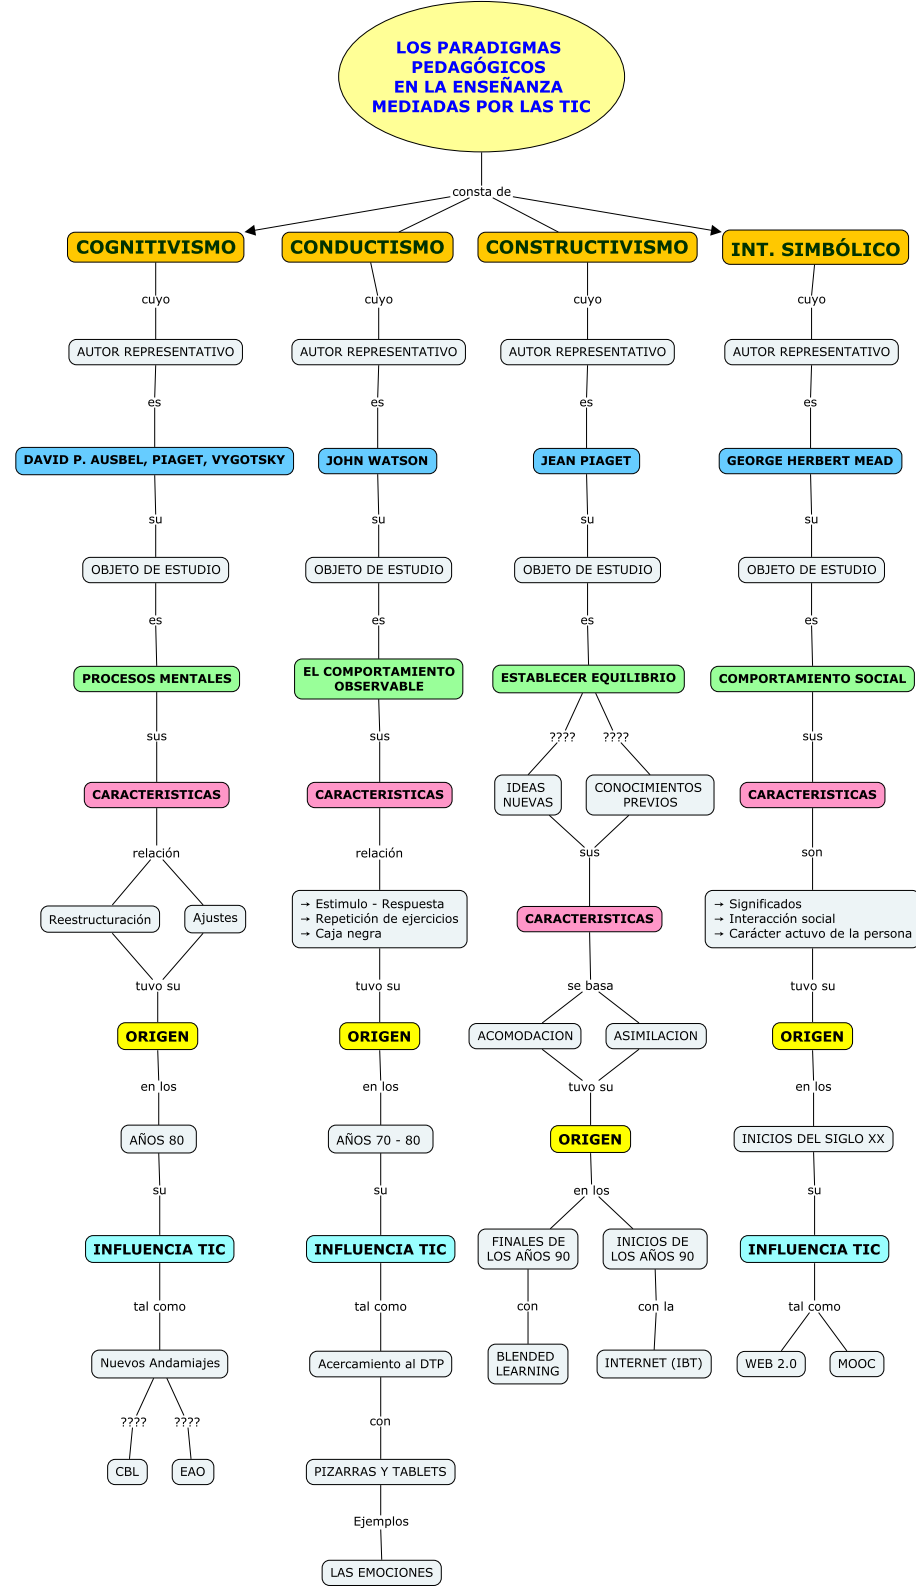 LOS PARADIGMAS
PEDAGÓGICOS
EN LA ENSEÑANZA
MEDIADAS POR LAS TIC
consta de
COGNITIVISMO
cuyo
AUTOR REPRESENTATIVO
es
DAVID P. AUSBEL, PIAGET, VYGOTSKY
su
OBJETO DE ESTUDIO
es
PROCESOS MENTALES
sus
CARACTERISTICAS
relación
Reestructuración
Ajustes
tuvo su
ORIGEN
en los
AÑOS 80
su
INFLUENCIA TIC
tal como
Nuevos Andamiajes
????
????
CBL
EAO
CONDUCTISMO
cuyo
AUTOR REPRESENTATIVO
es
JOHN WATSON
su
OBJETO DE ESTUDIO
es
EL COMPORTAMIENTO
OBSERVABLE
sus
CARACTERISTICAS
relación
→ Estimulo - Respuesta
→ Repetición de ejercicios
→ Caja negra
tuvo su
ORIGEN
en los
AÑOS 70 - 80
su
INFLUENCIA TIC
tal como
Acercamiento al DTP
con
PIZARRAS Y TABLETS
Ejemplos
LAS EMOCIONES
CONSTRUCTIVISMO
cuyo
AUTOR REPRESENTATIVO
es
JEAN PIAGET
su
OBJETO DE ESTUDIO
es
ESTABLECER EQUILIBRIO
????
????
IDEAS
NUEVAS
CONOCIMIENTOS
PREVIOS
sus
CARACTERISTICAS
se basa
ACOMODACION
ASIMILACION
tuvo su
ORIGEN
en los
FINALES DE
LOS AÑOS 90
INICIOS DE
LOS AÑOS 90
con
con la
BLENDED
LEARNING
INTERNET (IBT)
INT. SIMBÓLICO
cuyo
AUTOR REPRESENTATIVO
es
GEORGE HERBERT MEAD
su
OBJETO DE ESTUDIO
es
COMPORTAMIENTO SOCIAL
sus
CARACTERISTICAS
son
→ Significados
→ Interacción social
→ Carácter actuvo de la persona
tuvo su
ORIGEN
en los
INICIOS DEL SIGLO XX
su
INFLUENCIA TIC
tal como
WEB 2.0
MOOC